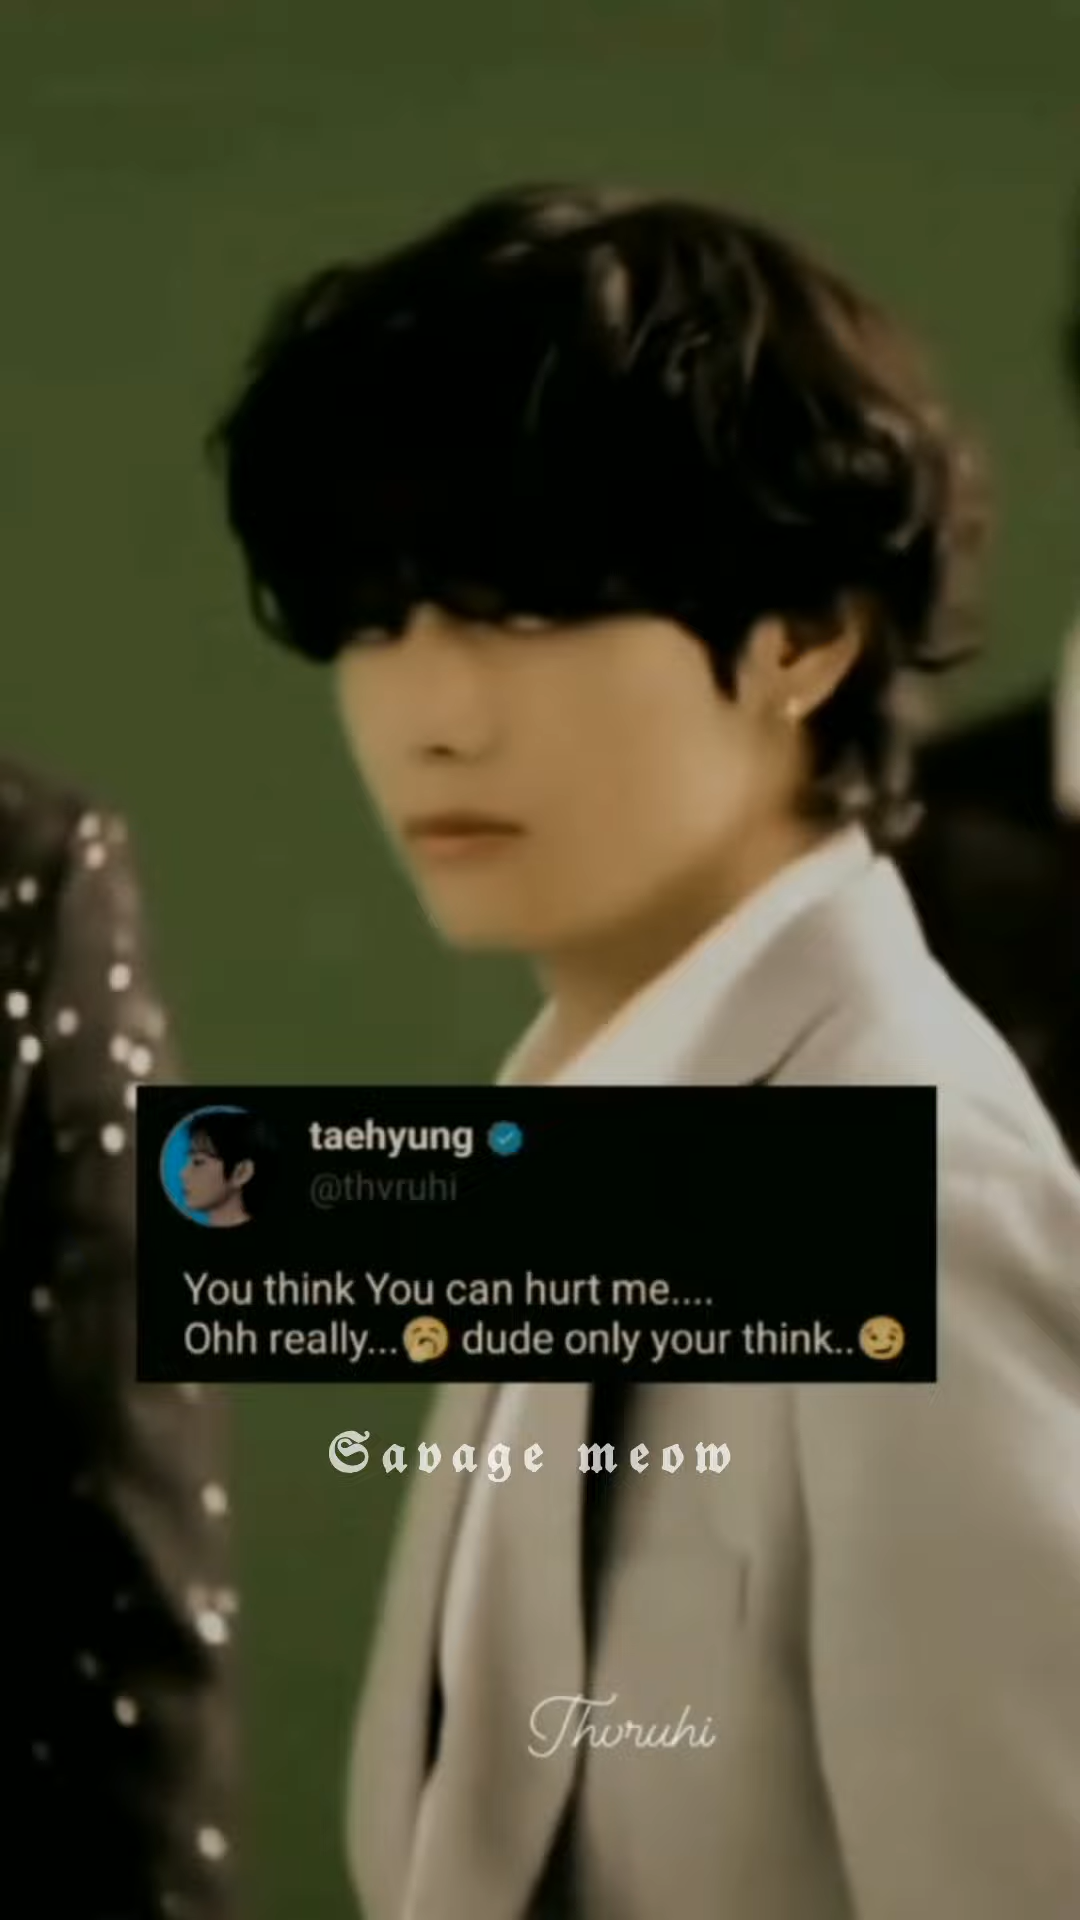 taehyung
@thvruhi
You think You can hurt me....
Ohh really...🥱 dude only your think..😏
Savage meow
Thvruhi